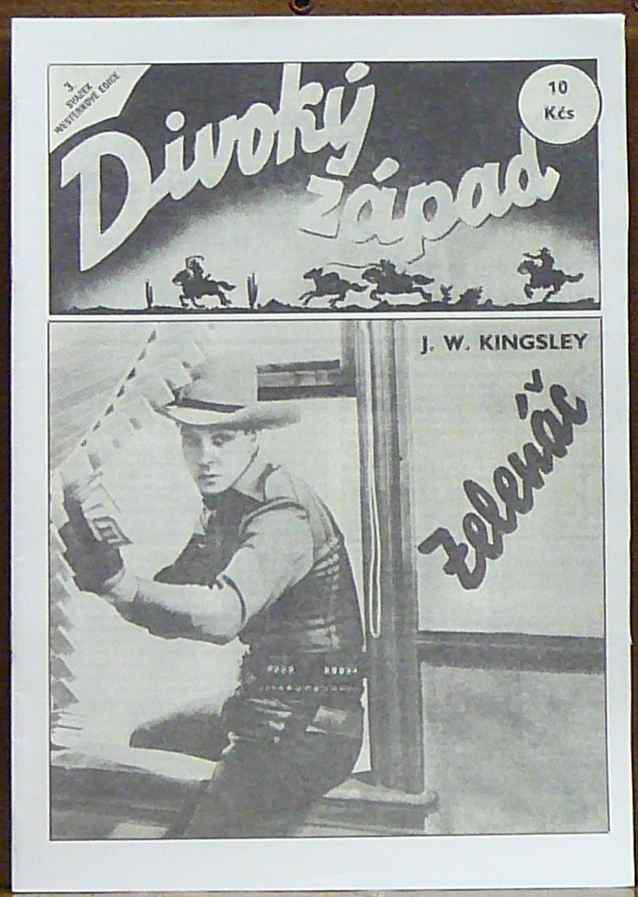 3
SVAZEK
WESTERNOVÉ EDICE
Divoký
západ
10
Kčs
J. W. KINGSLEY
Zelenáč